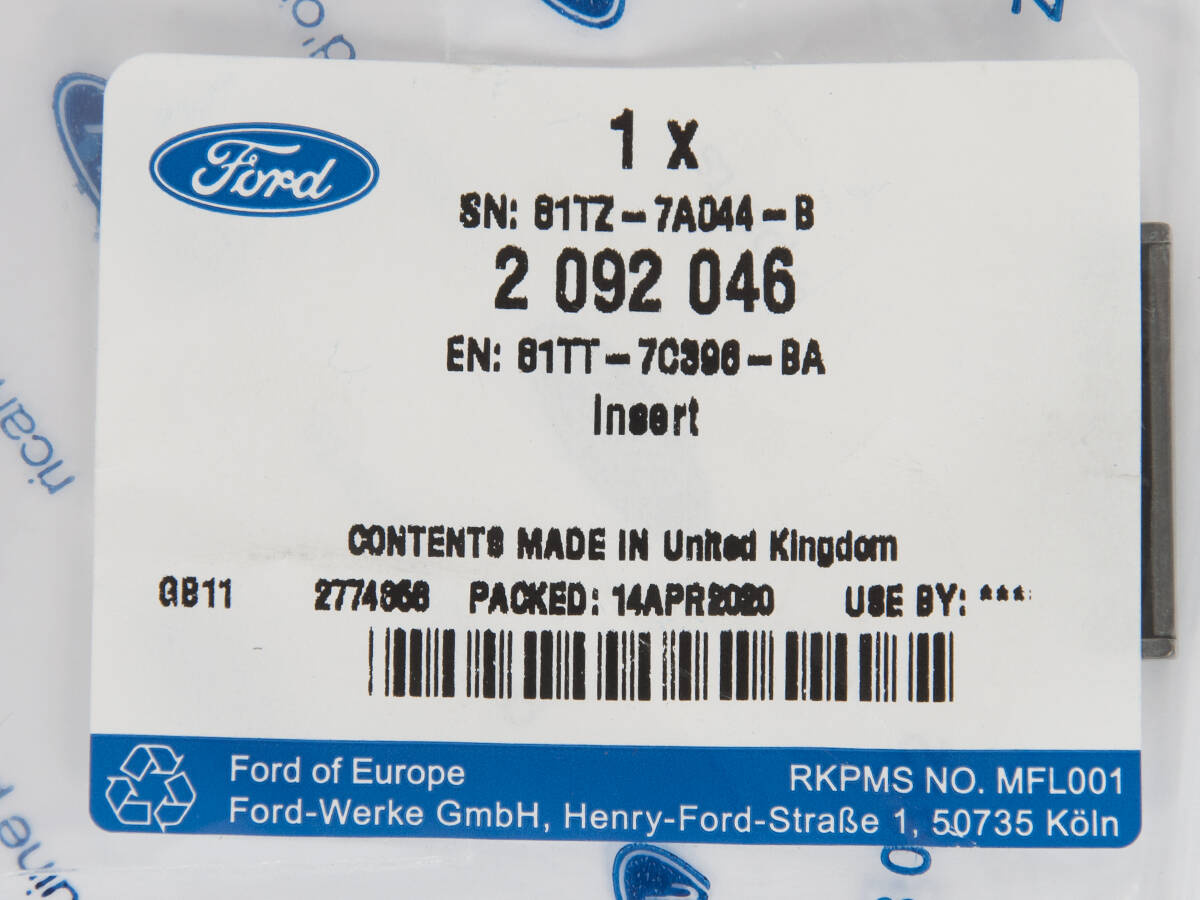 Ford
1 x
SN: 81TZ-7A044-B
2 092 046
EN: 81TT-7C396-BA
Insert
CONTENTS MADE IN United Kingdom
GB11 2774358 PACKED: 14APR2020 USE BY: ***
Ford of Europe RKPMS NO. MFL001
Ford-Werke GmbH, Henry-Ford-Straße 1, 50735 Köln